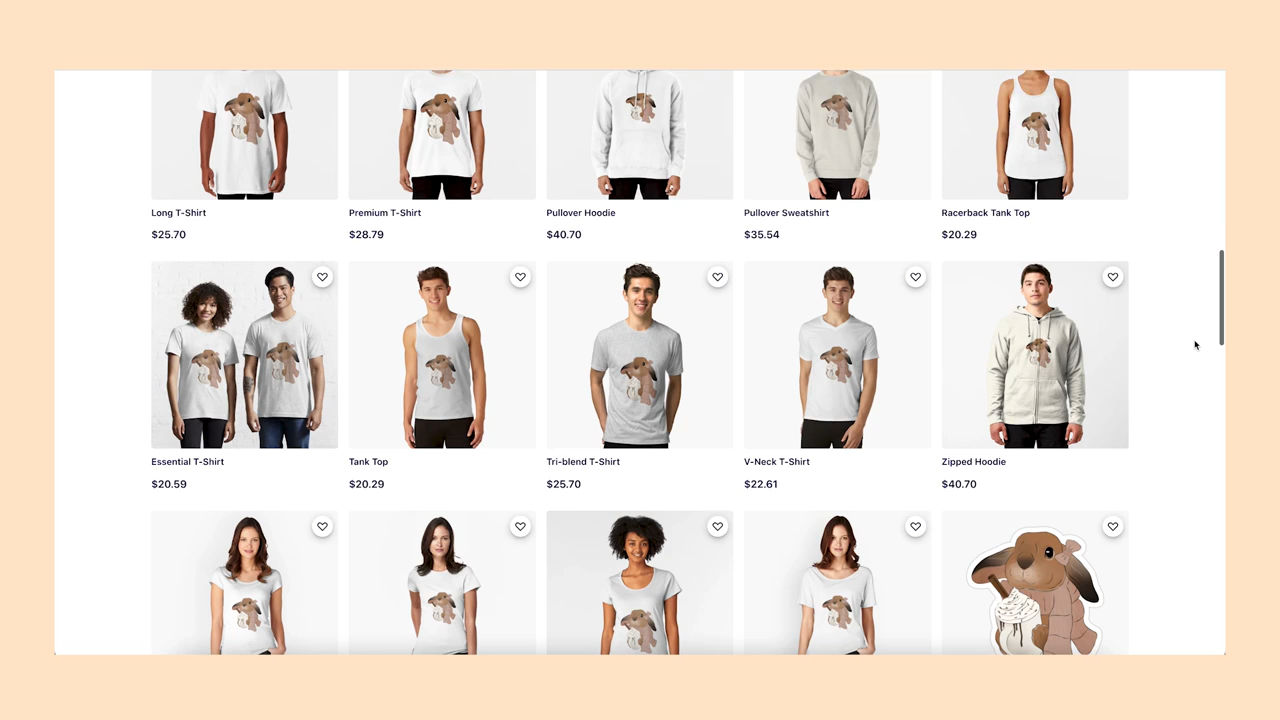 Long T-Shirt
Premium T-Shirt
Pullover Hoodie
Pullover Sweatshirt
Racerback Tank Top
$25.70
$28.79
$40.70
$35.54
$20.29
Essential T-Shirt
Tank Top
Tri-blend T-Shirt
V-Neck T-Shirt
Zipped Hoodie
$20.59
$20.29
$25.70
$22.61
$40.70